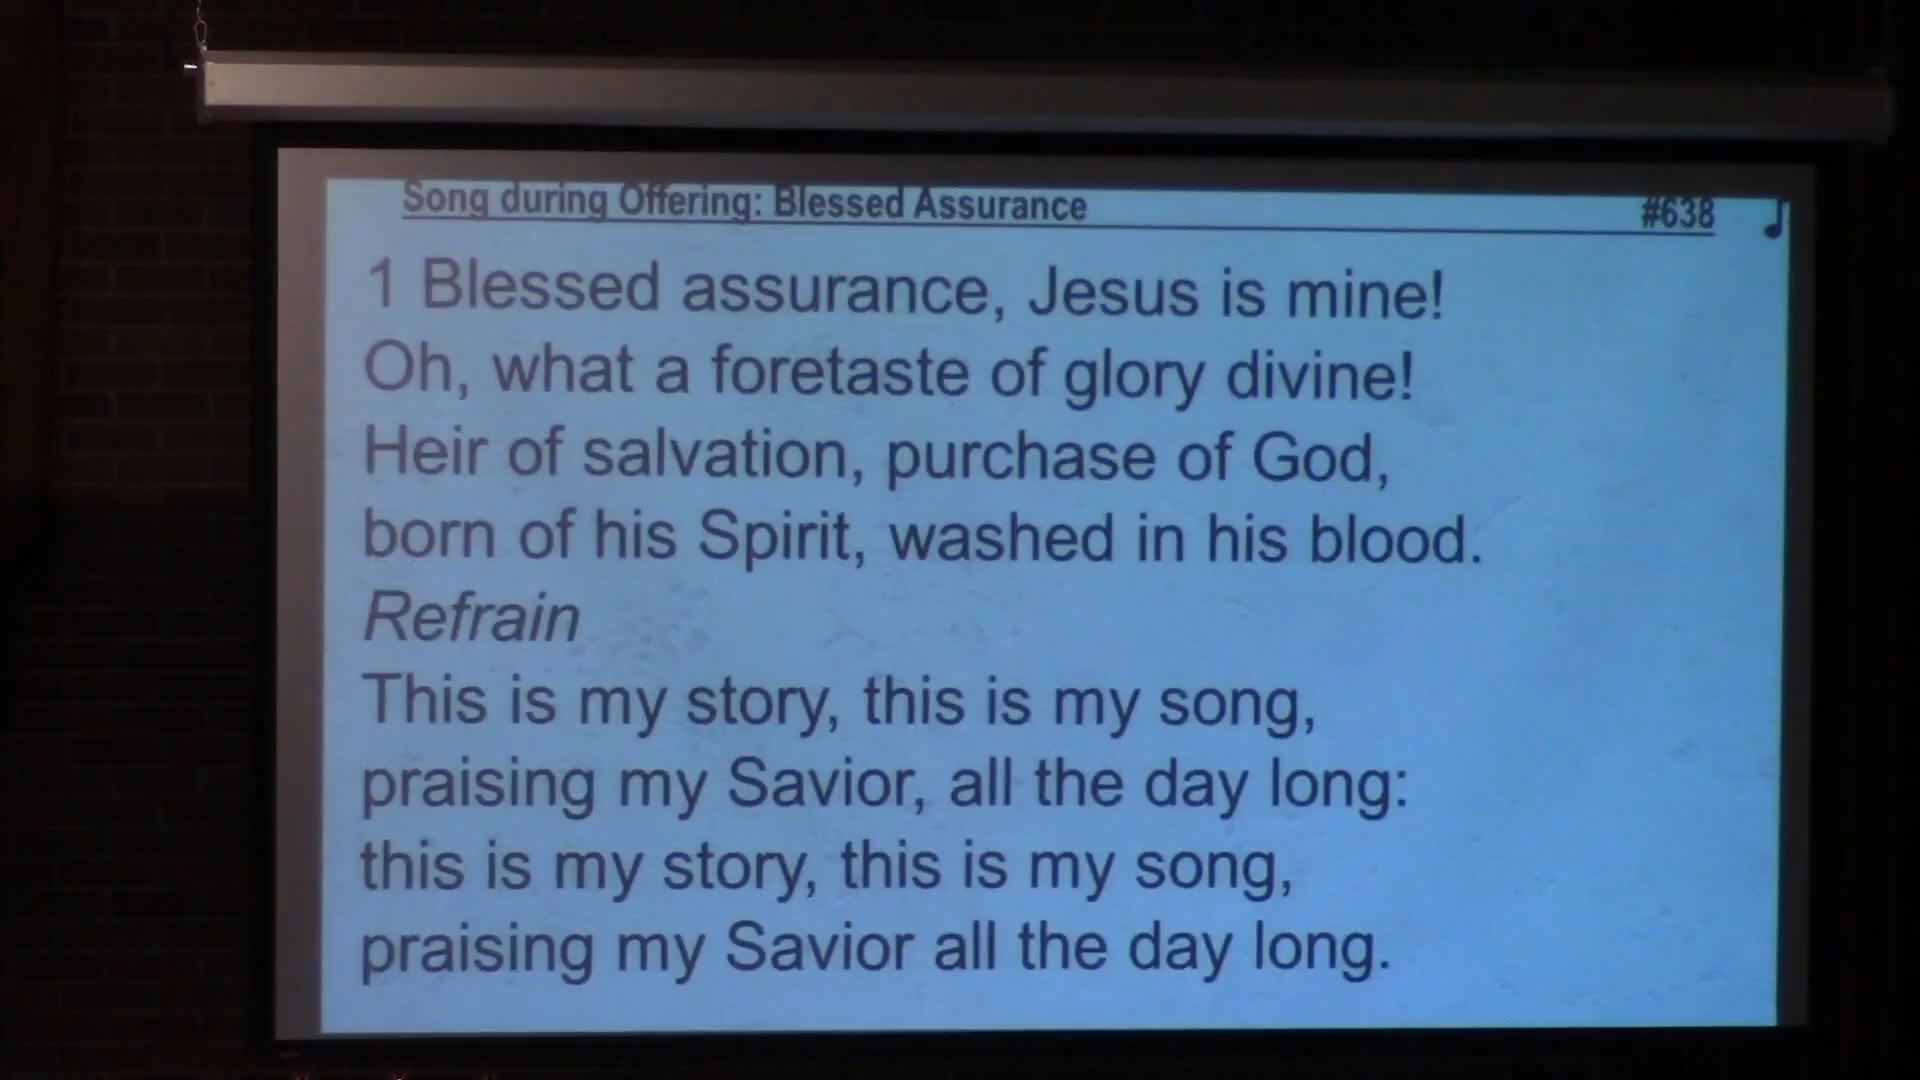 Song during Offering: Blessed Assurance #638
1 Blessed assurance, Jesus is mine!
Oh, what a foretaste of glory divine!
Heir of salvation, purchase of God,
born of his Spirit, washed in his blood.
Refrain
This is my story, this is my song,
praising my Savior, all the day long:
this is my story, this is my song,
praising my Savior all the day long.